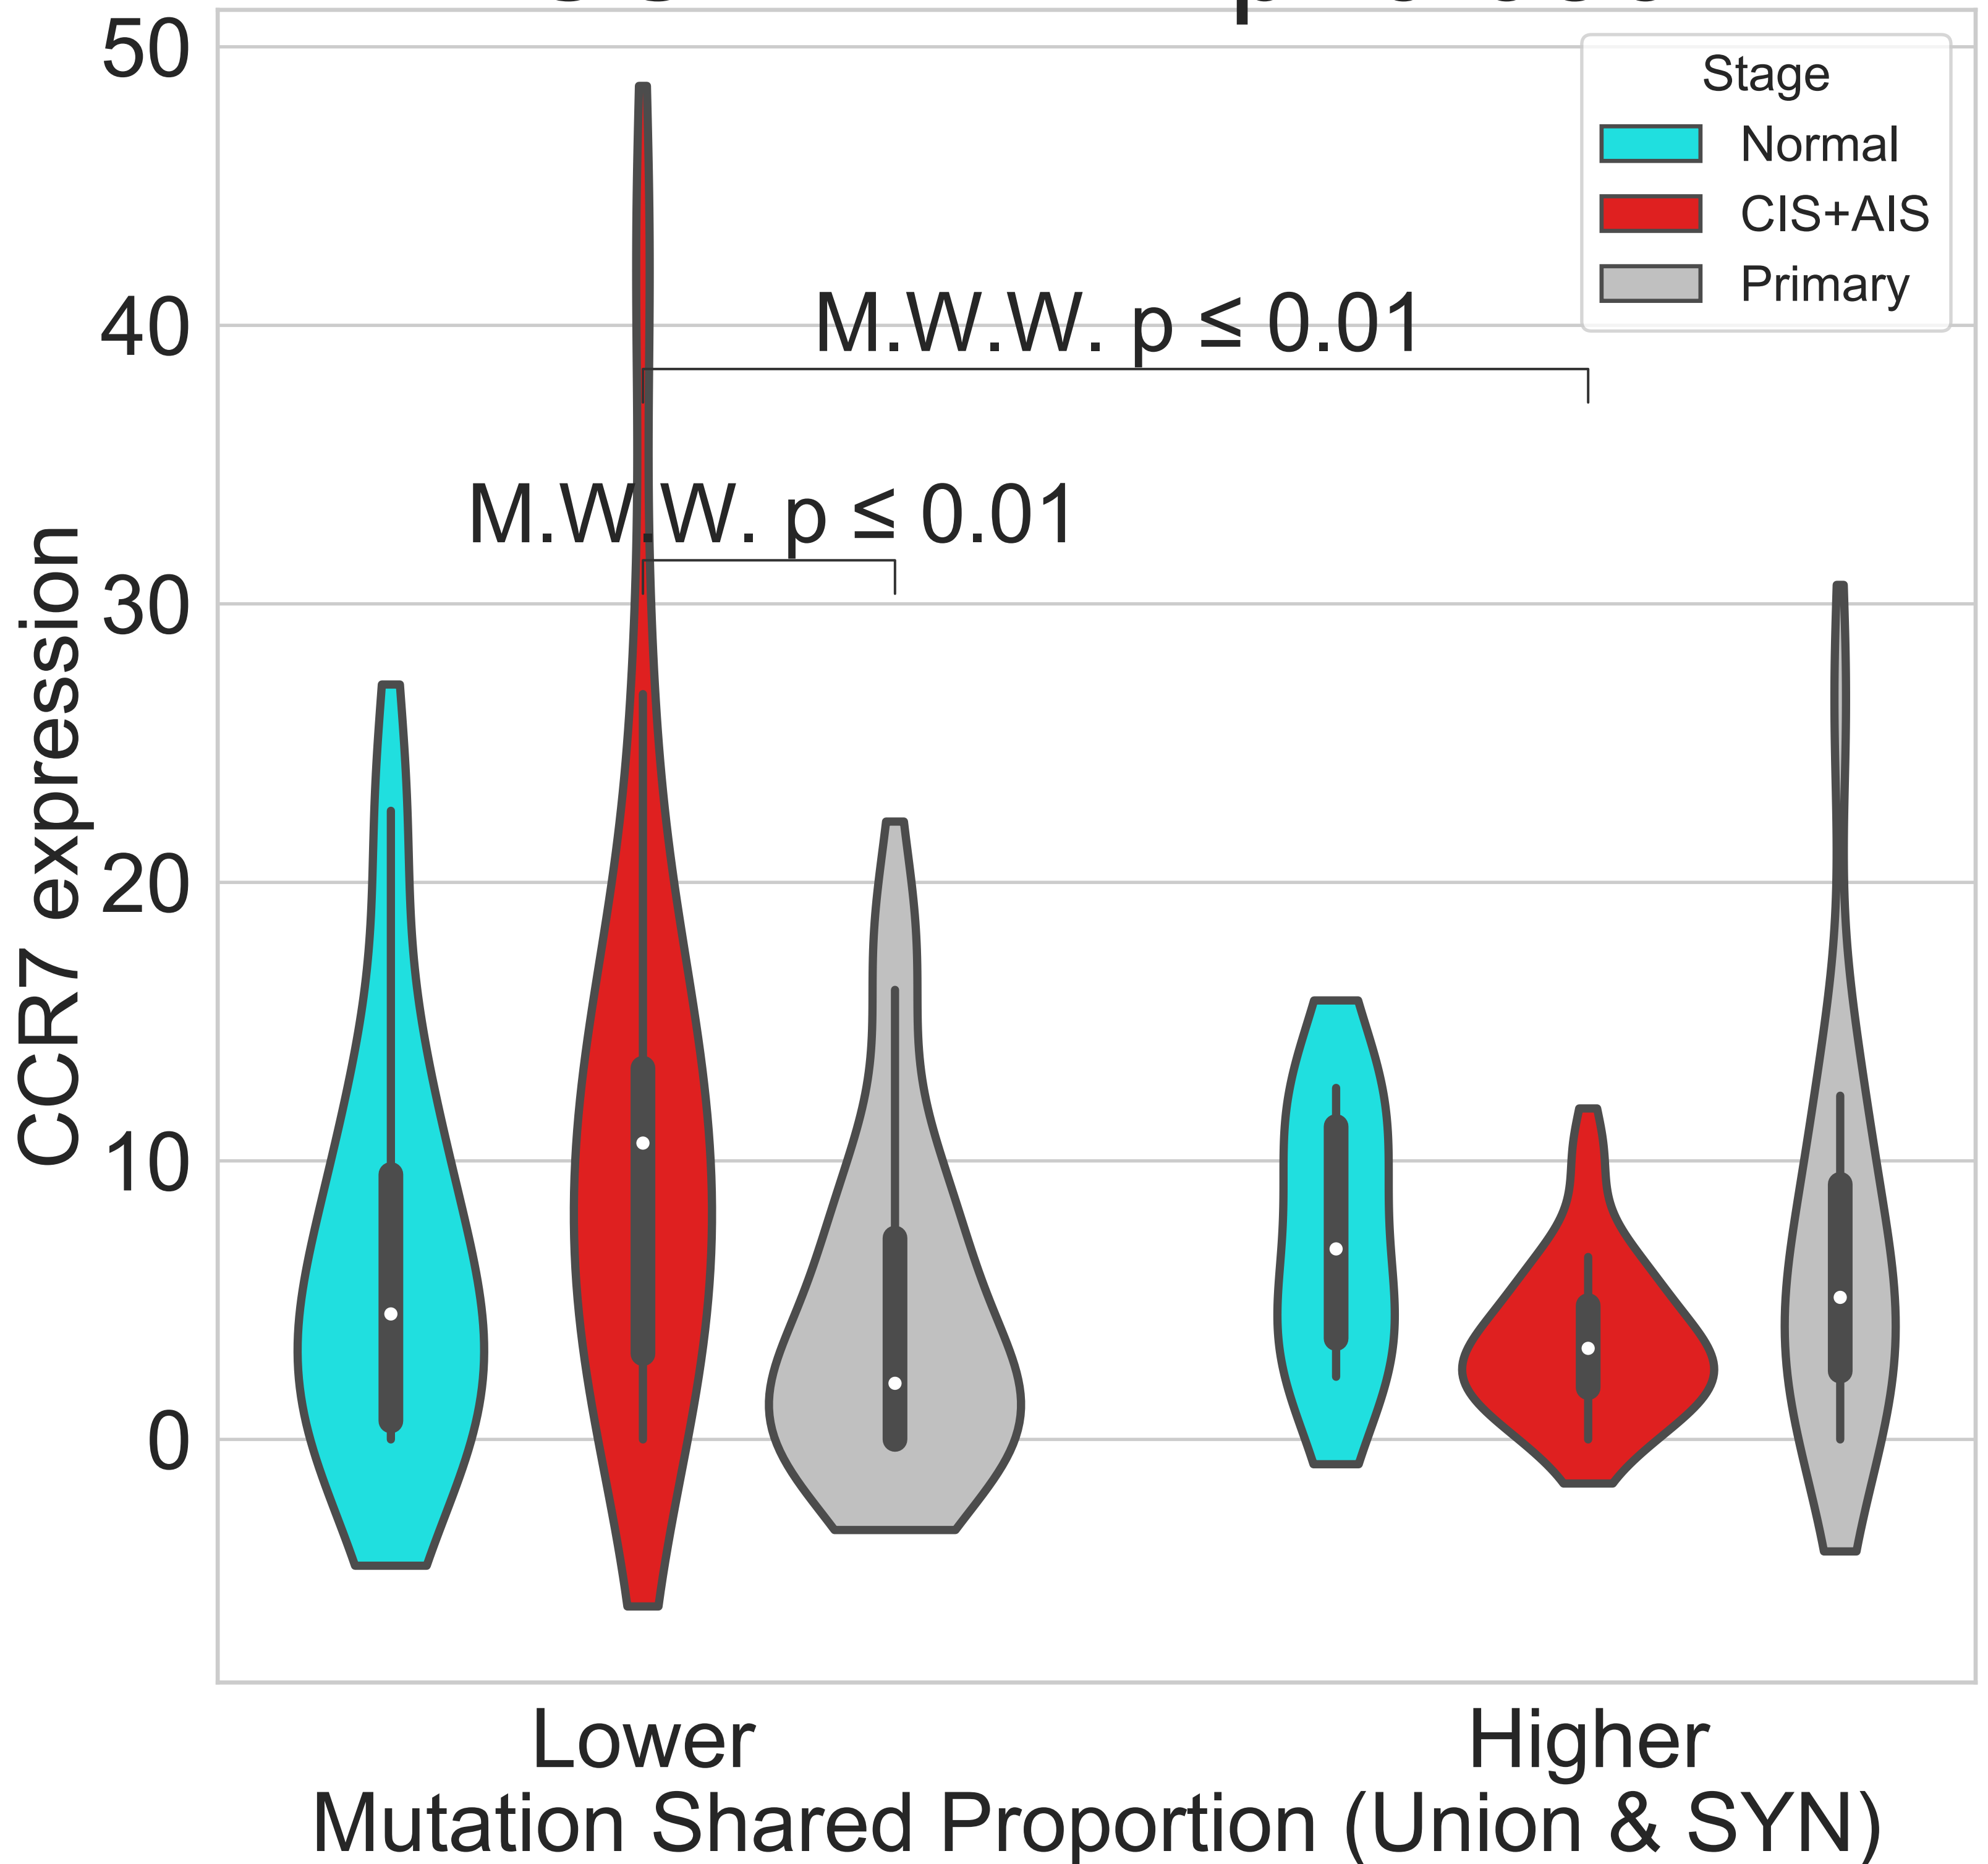 50
Stage
Normal
CIS+AIS
Primary
40
M.W.W. p ≤ 0.01
M.W.W. p ≤ 0.01
30
CCR7 expression
20
10
0
Lower
Higher
Mutation Shared Proportion (Union & SYN)